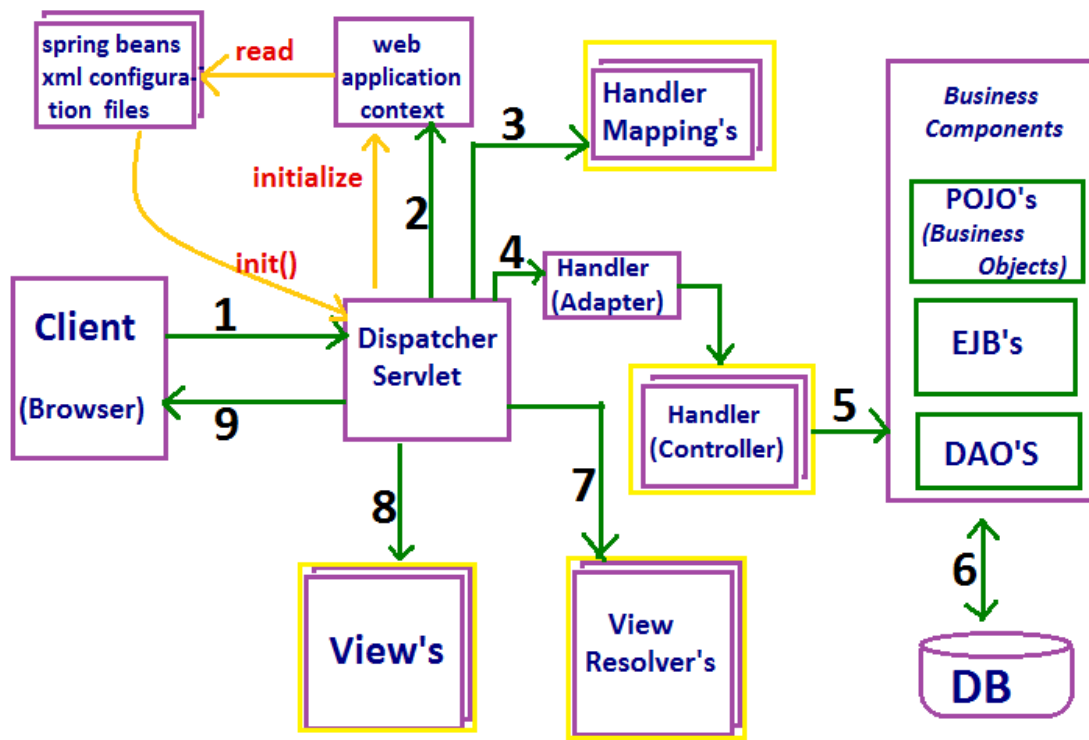 spring beans
xml configura-
tion files
read
web
application
context
3
Handler
Mapping's
Business
Components
initialize
2
POJO's
(Business
Objects)
init()
4
Handler
(Adapter)
Client
(Browser)
1
9
Dispatcher
Servlet
EJB's
Handler
(Controller)
5
DAO'S
8
7
6
View's
View
Resolver's
DB